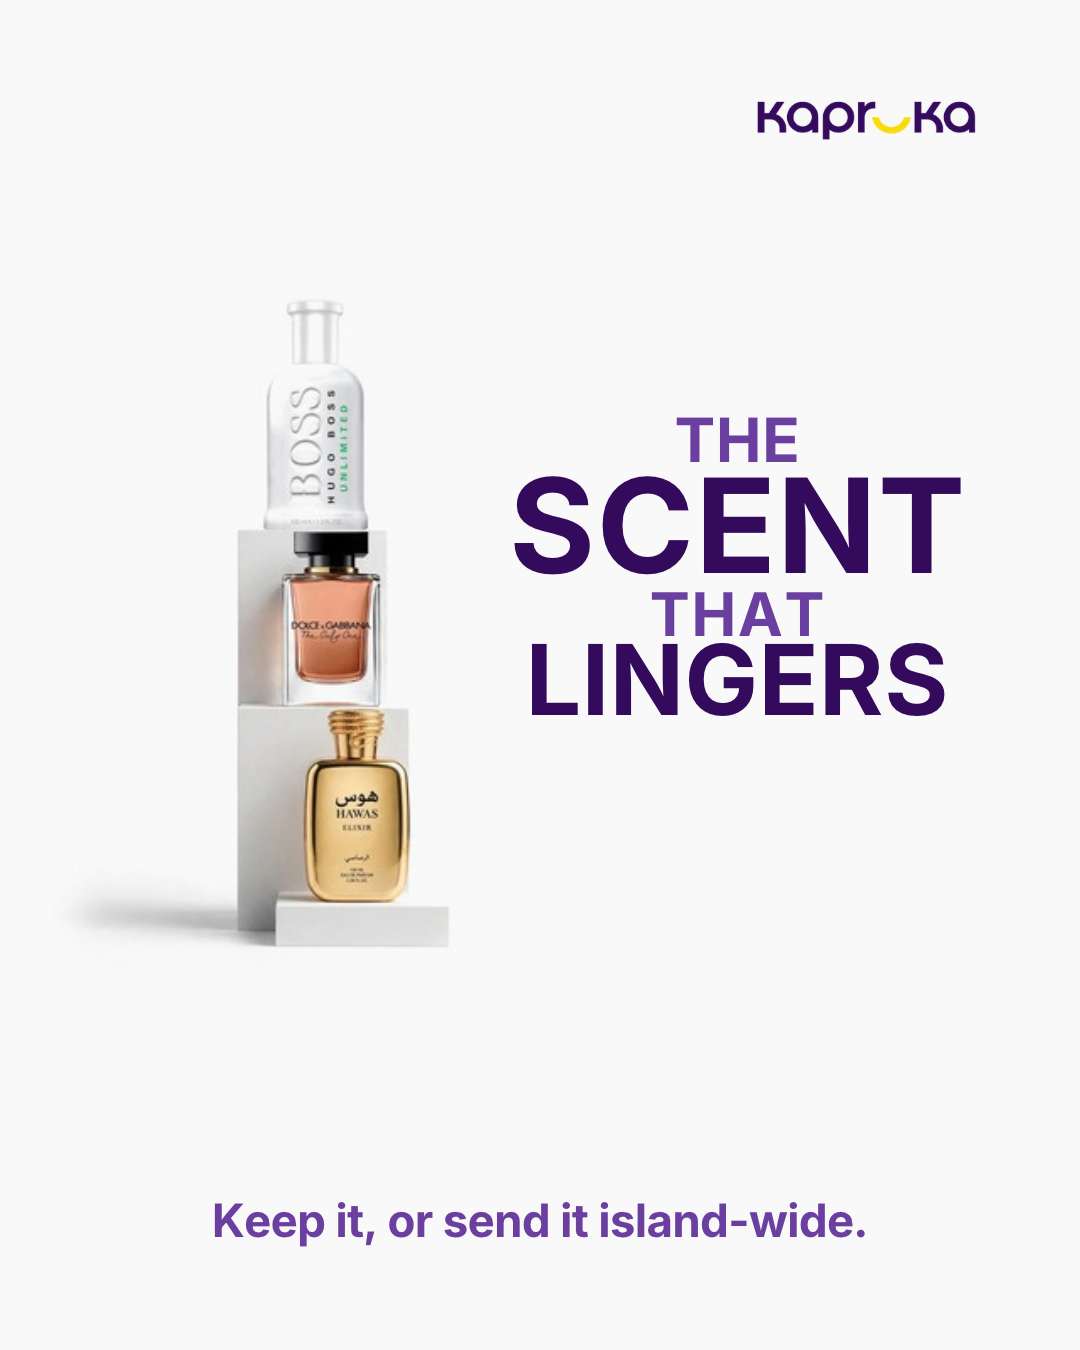 kapruka
BOSS
HUGO BOSS
UNLIMITED
THE
SCENT
THAT
LINGERS
DOLCE & GABBANA
The Only One
هوس
HAWAS
ELIXIR
الرصاصي
Keep it, or send it island-wide.